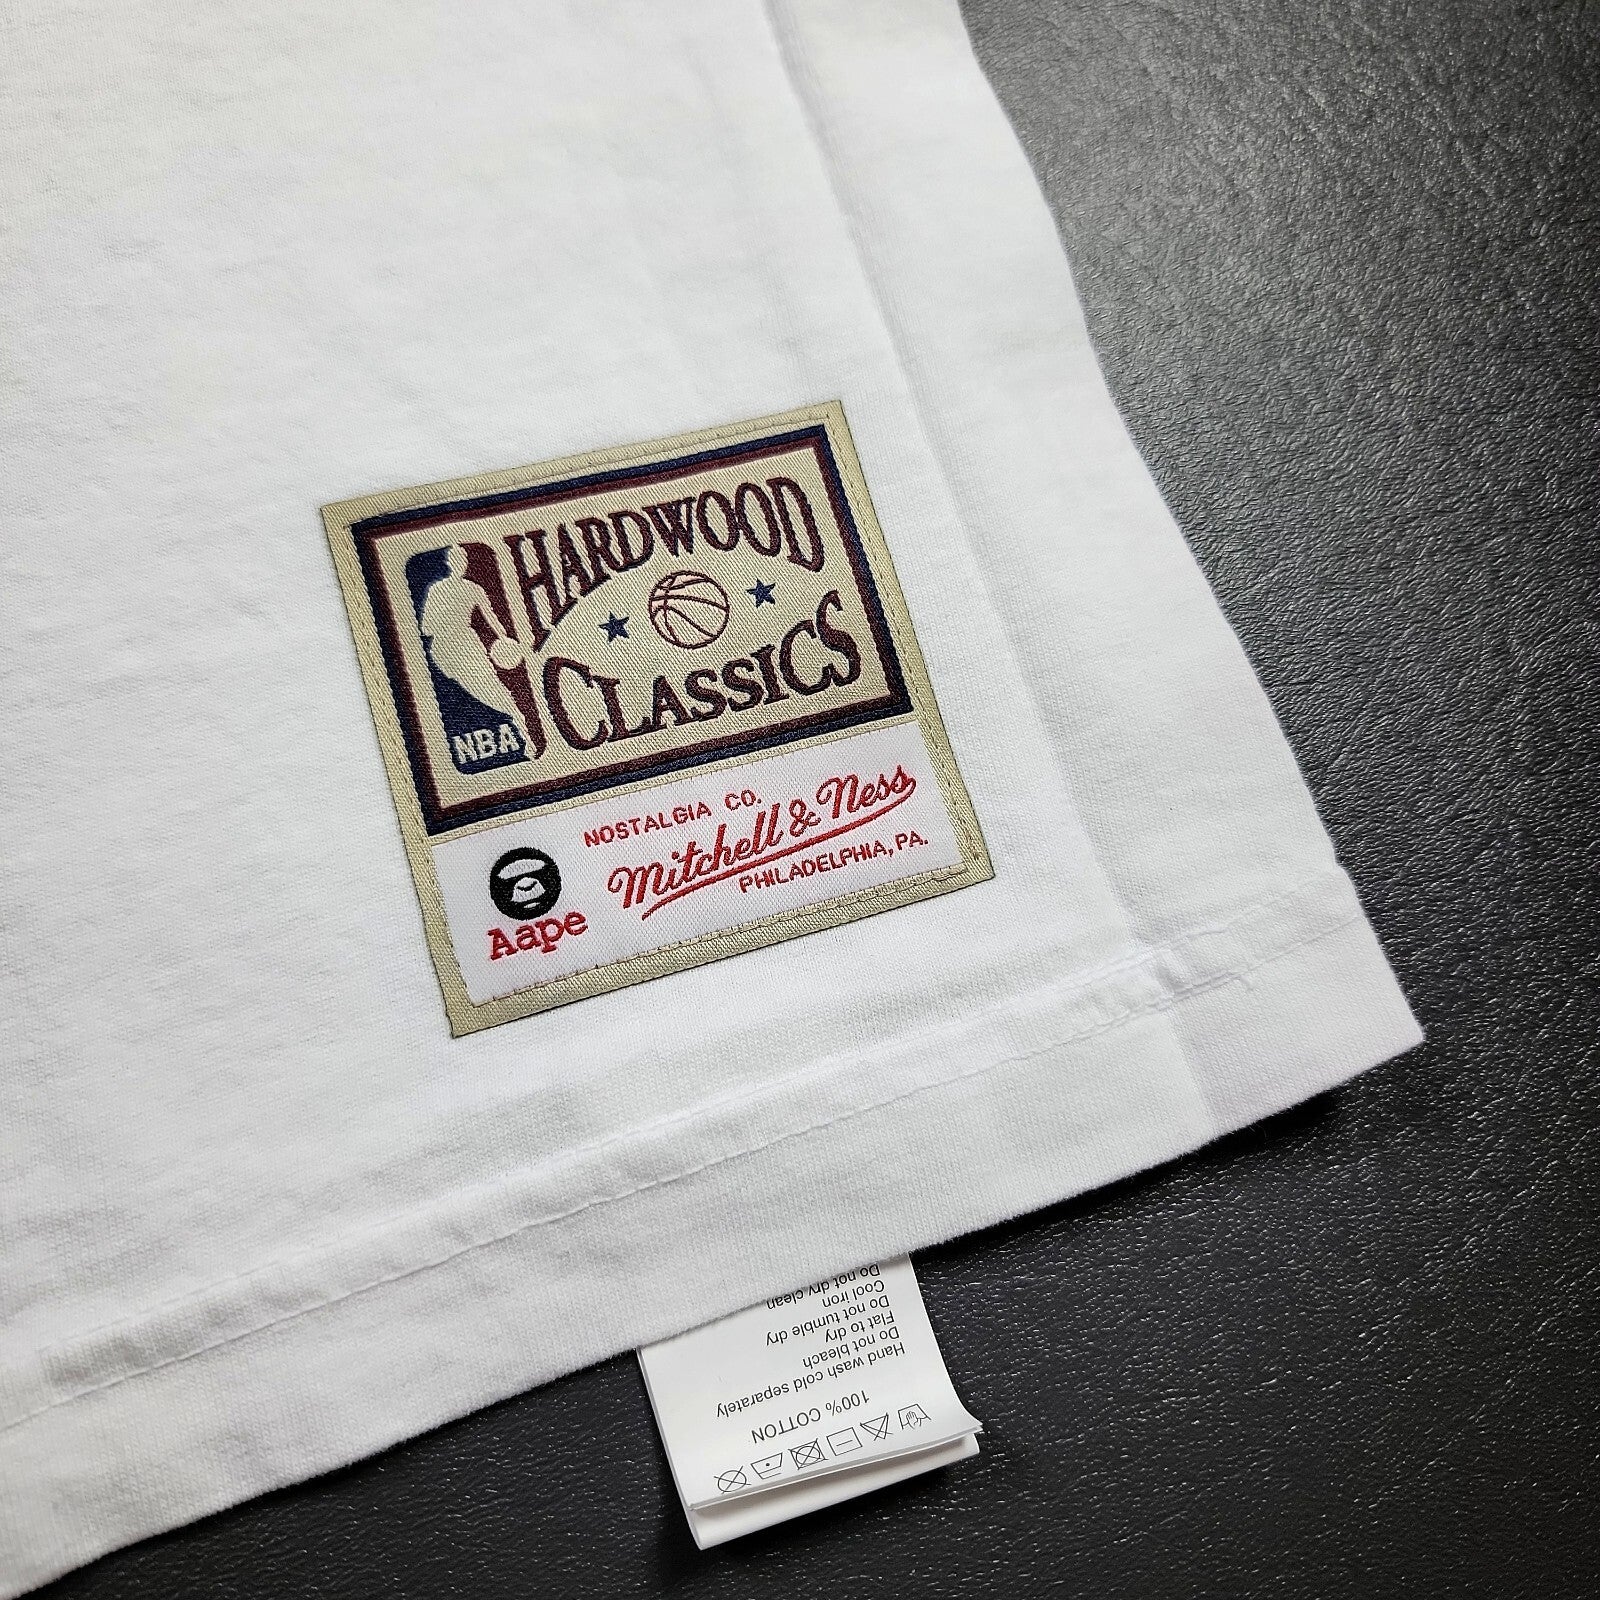 HARDWOOD
CLASSICS
NBA
NOSTALGIA CO.
Mitchell & Ness
PHILADELPHIA, PA.
Aape
100% COTTON
Hand wash cold separately
Do not bleach
Flat to dry
Do not tumble dry
Cool iron
Do not dry clean